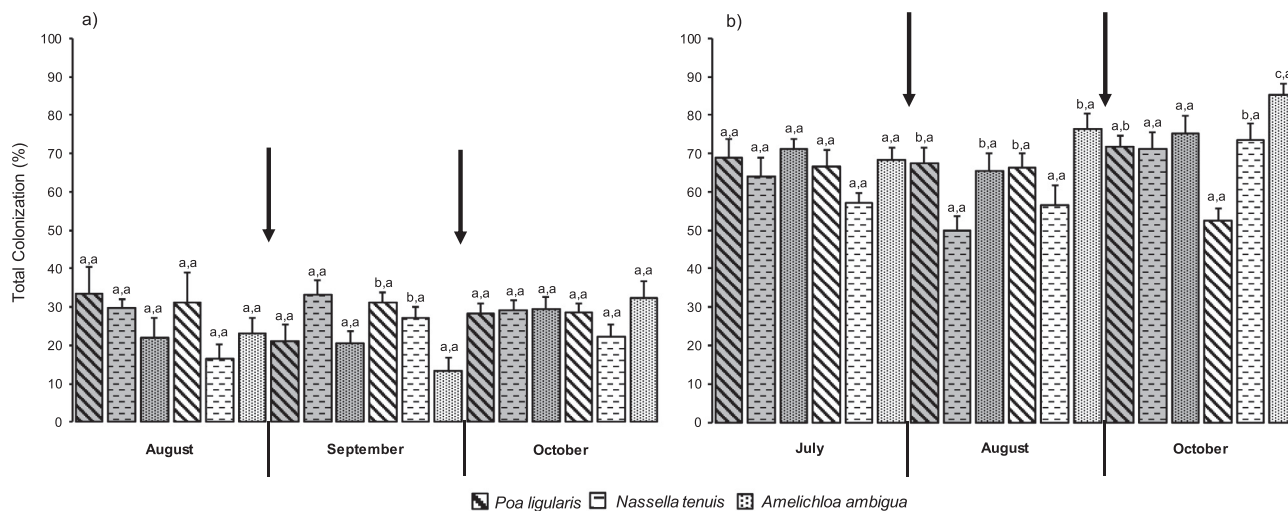 a)
100
90
80
70
60
50
40
30
20
10
0
Total Colonization (%)
a,a
a,a
a,a
a,a
a,a
a,a
a,a
a,a
a,a
b,a
b,a
a,a
a,a
a,a
a,a
a,a
a,a
a,a
August
September
October
b)
100
90
80
70
60
50
40
30
20
10
0
a,a
a,a
a,a
a,a
a,a
a,a
b,a
a,a
b,a
b,a
a,a
b,a
a,b
a,a
a,a
a,a
b,a
c,a
July
August
October
Poa ligularis Nassella tenuis Amelichloa ambigua